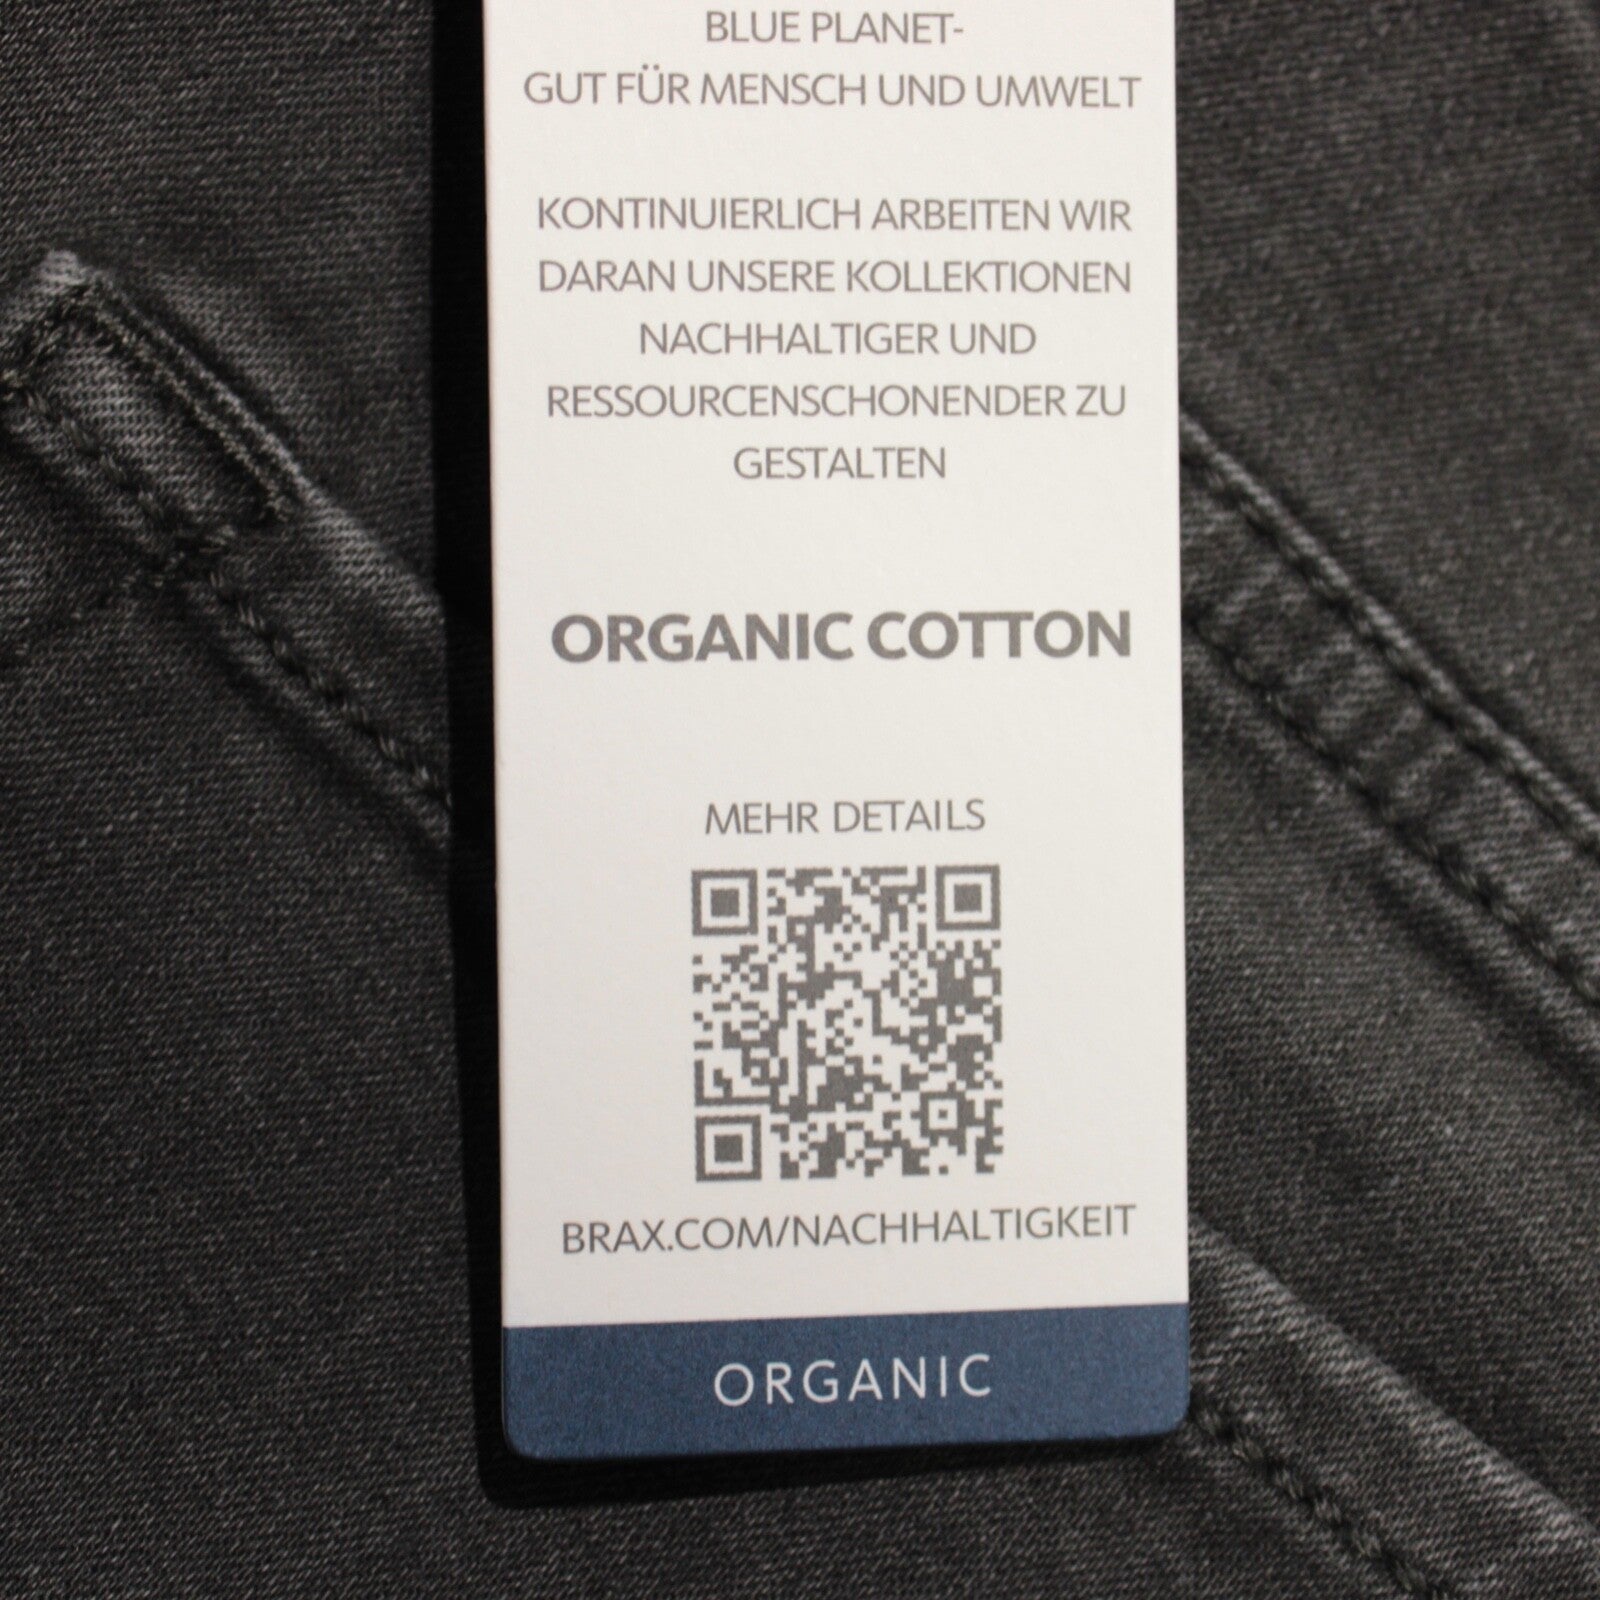 BLUE PLANET-
GUT FÜR MENSCH UND UMWELT
KONTINUIERLICH ARBEITEN WIR
DARAN UNSERE KOLLEKTIONEN
NACHHALTIGER UND
RESSOURCENSCHONENDER ZU
GESTALTEN
ORGANIC COTTON
MEHR DETAILS
BRAX.COM/NACHHALTIGKEIT
ORGANIC